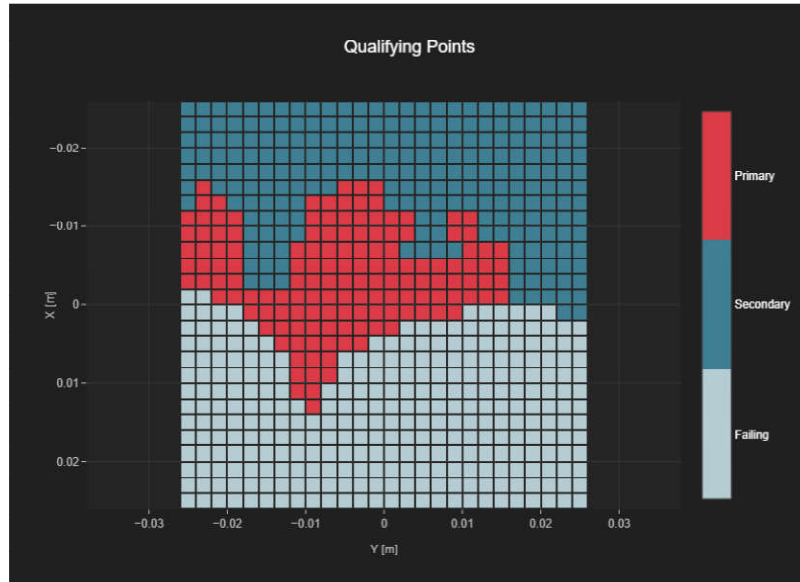 Qualifying Points
−0.02
−0.01
0
0.01
0.02
X [m]
−0.03
−0.02
−0.01
0
0.01
0.02
0.03
Y [m]
Primary
Secondary
Failing